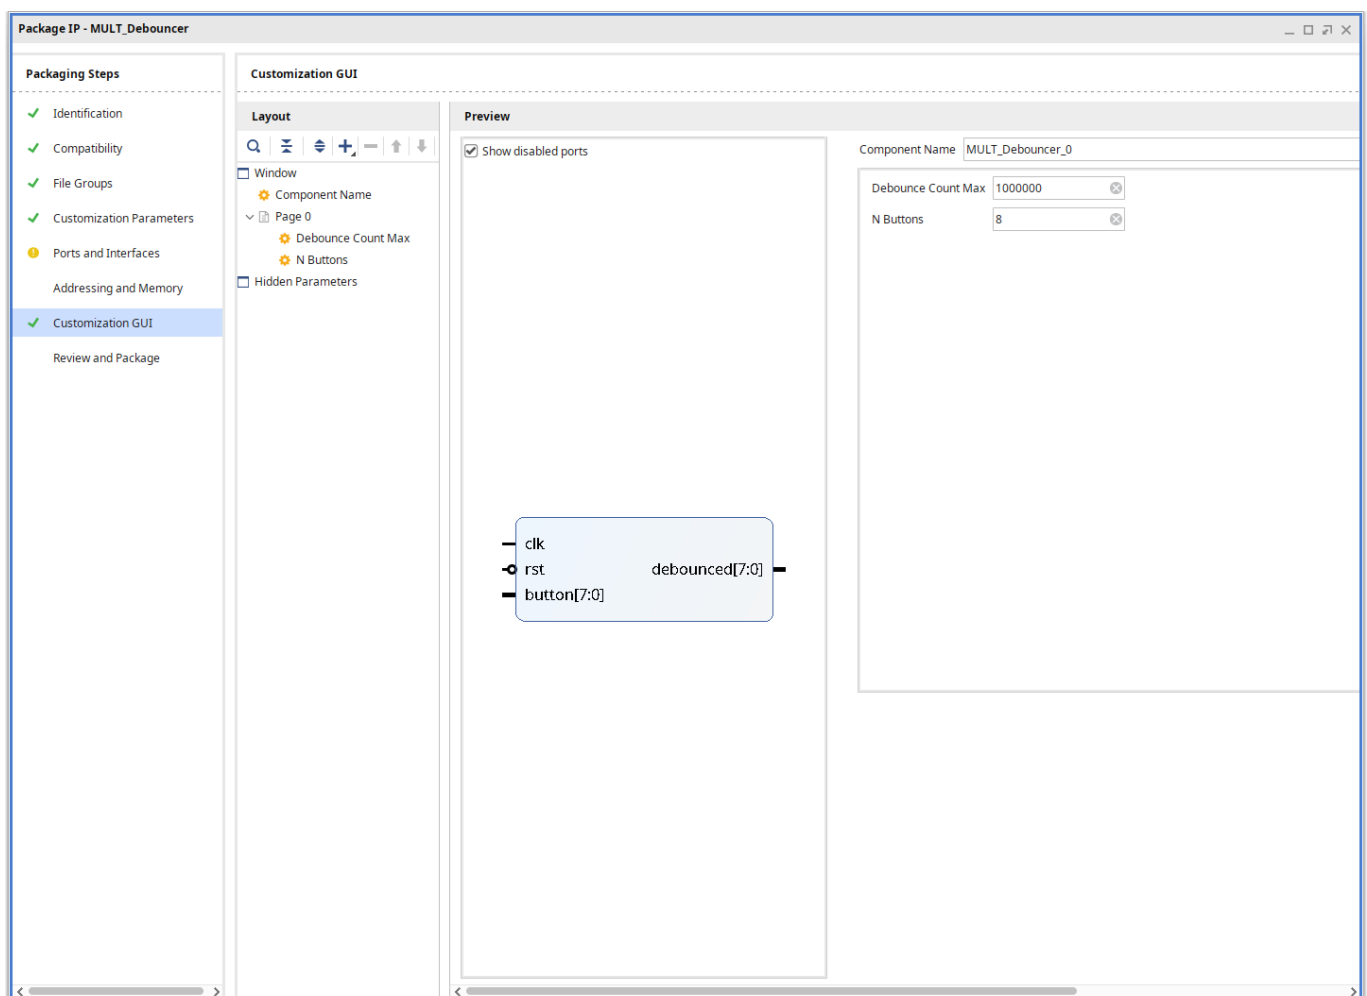 Package IP - MULT_Debouncer
Packaging Steps
Identification
Compatibility
File Groups
Customization Parameters
Ports and Interfaces
Addressing and Memory
Customization GUI
Review and Package
Customization GUI
Layout
Window
Component Name
Page 0
Debounce Count Max
N Buttons
Hidden Parameters
Preview
Show disabled ports
clk
rst
button[7:0]
debounced[7:0]
Component Name MULT_Debouncer_0
Debounce Count Max 1000000
N Buttons 8